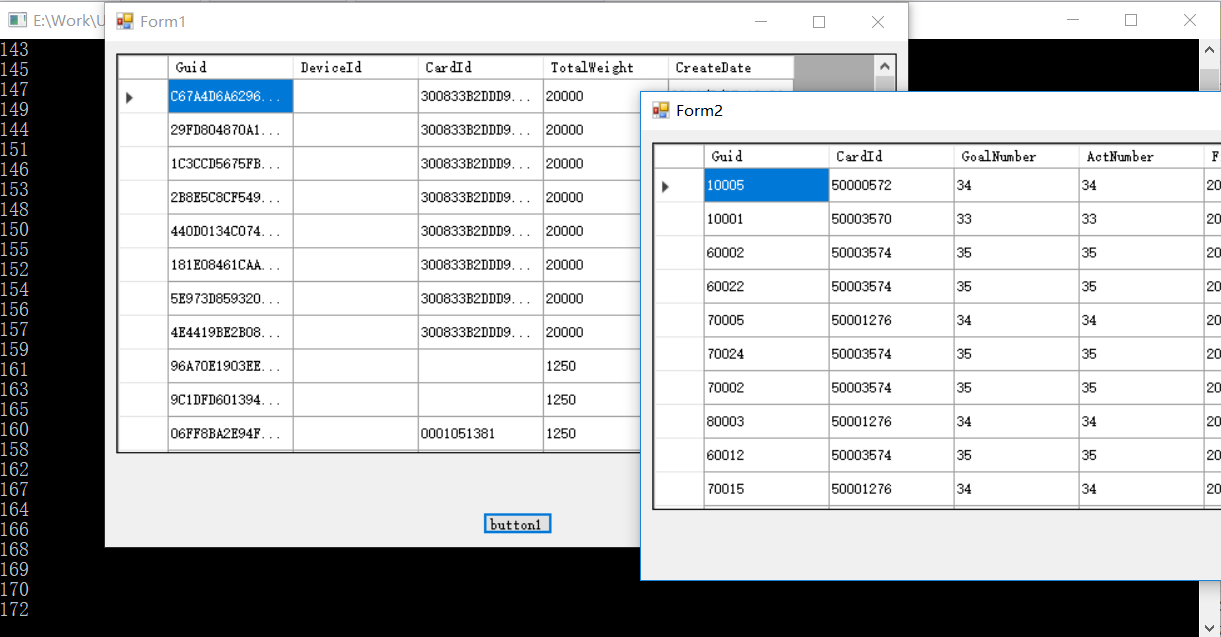 E:\Work\U
143
145
147
149
144
151
146
153
148
150
155
152
154
156
157
159
161
163
165
160
158
162
167
164
166
168
169
170
172
Form1
Guid DeviceId CardId TotalWeight CreateDate
C67A4D6A6296... 300833B2DDD9... 20000
29FD804870A1... 300833B2DDD9... 20000
1C3CCD5675FB... 300833B2DDD9... 20000
2B8E5C8CF549... 300833B2DDD9... 20000
440D0134C074... 300833B2DDD9... 20000
181E08461CAA... 300833B2DDD9... 20000
5E973D859320... 300833B2DDD9... 20000
4E4419BE2B08... 300833B2DDD9... 20000
96A70E1903EE... 1250
9C1DFD601394... 1250
06FF8BA2E94F... 0001051381 1250
button1
Form2
Guid CardId GoalNumber ActNumber F
10005 50000572 34 34 20
10001 50003570 33 33 20
60002 50003574 35 35 20
60022 50003574 35 35 20
70005 50001276 34 34 20
70024 50003574 35 35 20
70002 50003574 35 35 20
80003 50001276 34 34 20
60012 50003574 35 35 20
70015 50001276 34 34 20